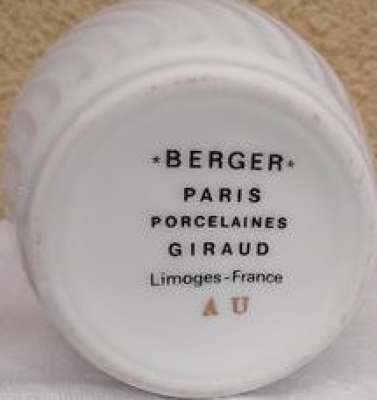 *BERGER*
PARIS
PORCELAINES
GIRAUD
Limoges-France
A U